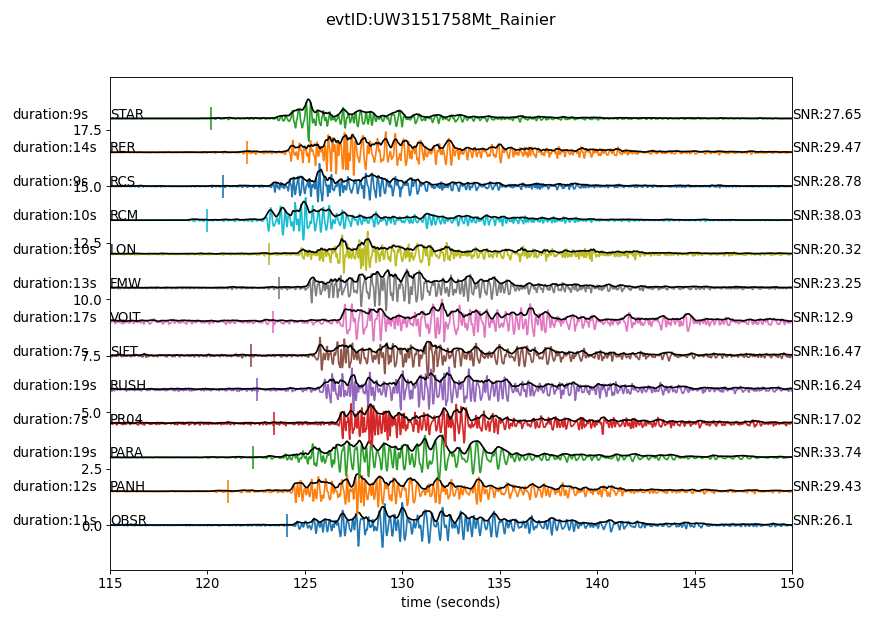 evtID:UW3151758Mt_Rainier
duration:9s STAR SNR:27.65
17.5
duration:14s RER SNR:29.47
duration:9s RCS SNR:28.78
15.0
duration:10s RCM SNR:38.03
12.5
duration:10s LON SNR:20.32
duration:13s FMW SNR:23.25
10.0
duration:17s VOIT SNR:12.9
duration:7s SIFT SNR:16.47
7.5
duration:19s RUSH SNR:16.24
5.0
duration:7s PR04 SNR:17.02
duration:19s PARA SNR:33.74
2.5
duration:12s PANH SNR:29.43
duration:11s OBSR SNR:26.1
0.0
115 120 125 130 135 140 145 150
time (seconds)